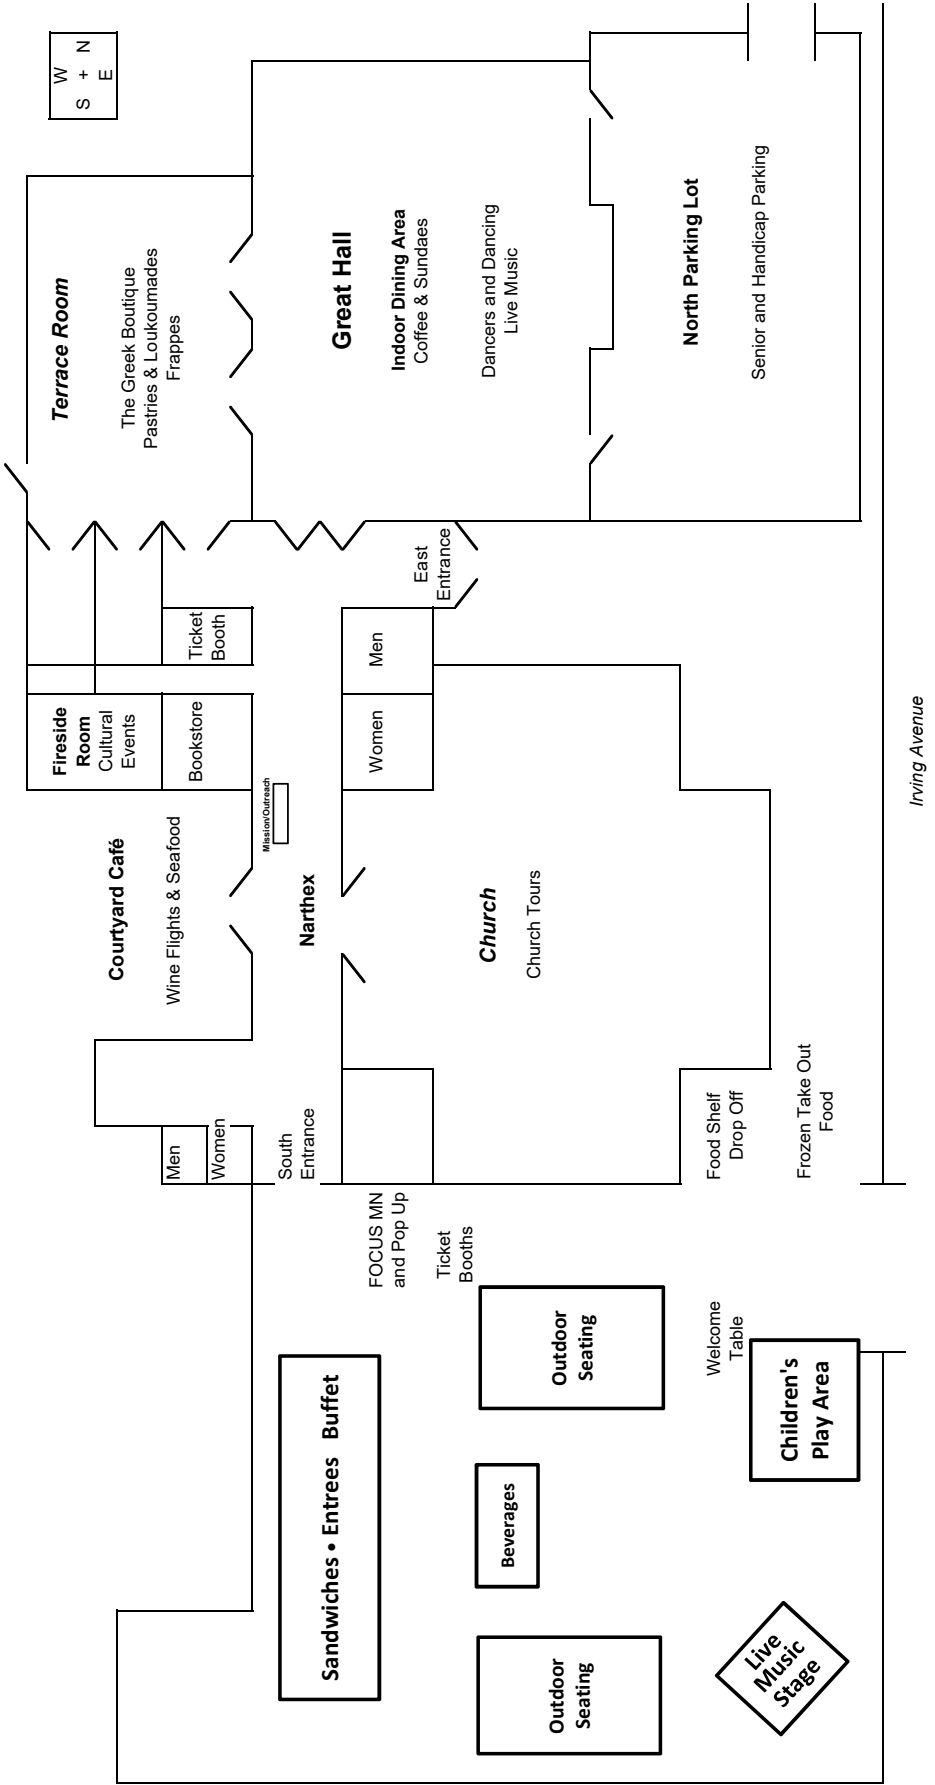 W
S + N
E
Terrace Room
The Greek Boutique
Pastries & Loukoumades
Frappes
Fireside
Room
Cultural
Events
Bookstore
Ticket
Booth
Courtyard Café
Wine Flights & Seafood
Men
Women
Mission/Outreach
Narthex
South
Entrance
Great Hall
Indoor Dining Area
Coffee & Sundaes
Dancers and Dancing
Live Music
Women
Men
East
Entrance
Church
Church Tours
FOCUS MN
and Pop Up
Ticket
Booths
Sandwiches • Entrees Buffet
Outdoor
Seating
Beverages
Outdoor
Seating
North Parking Lot
Senior and Handicap Parking
Food Shelf
Drop Off
Frozen Take Out
Food
Welcome
Table
Children's
Play Area
Live
Music
Stage
Irving Avenue